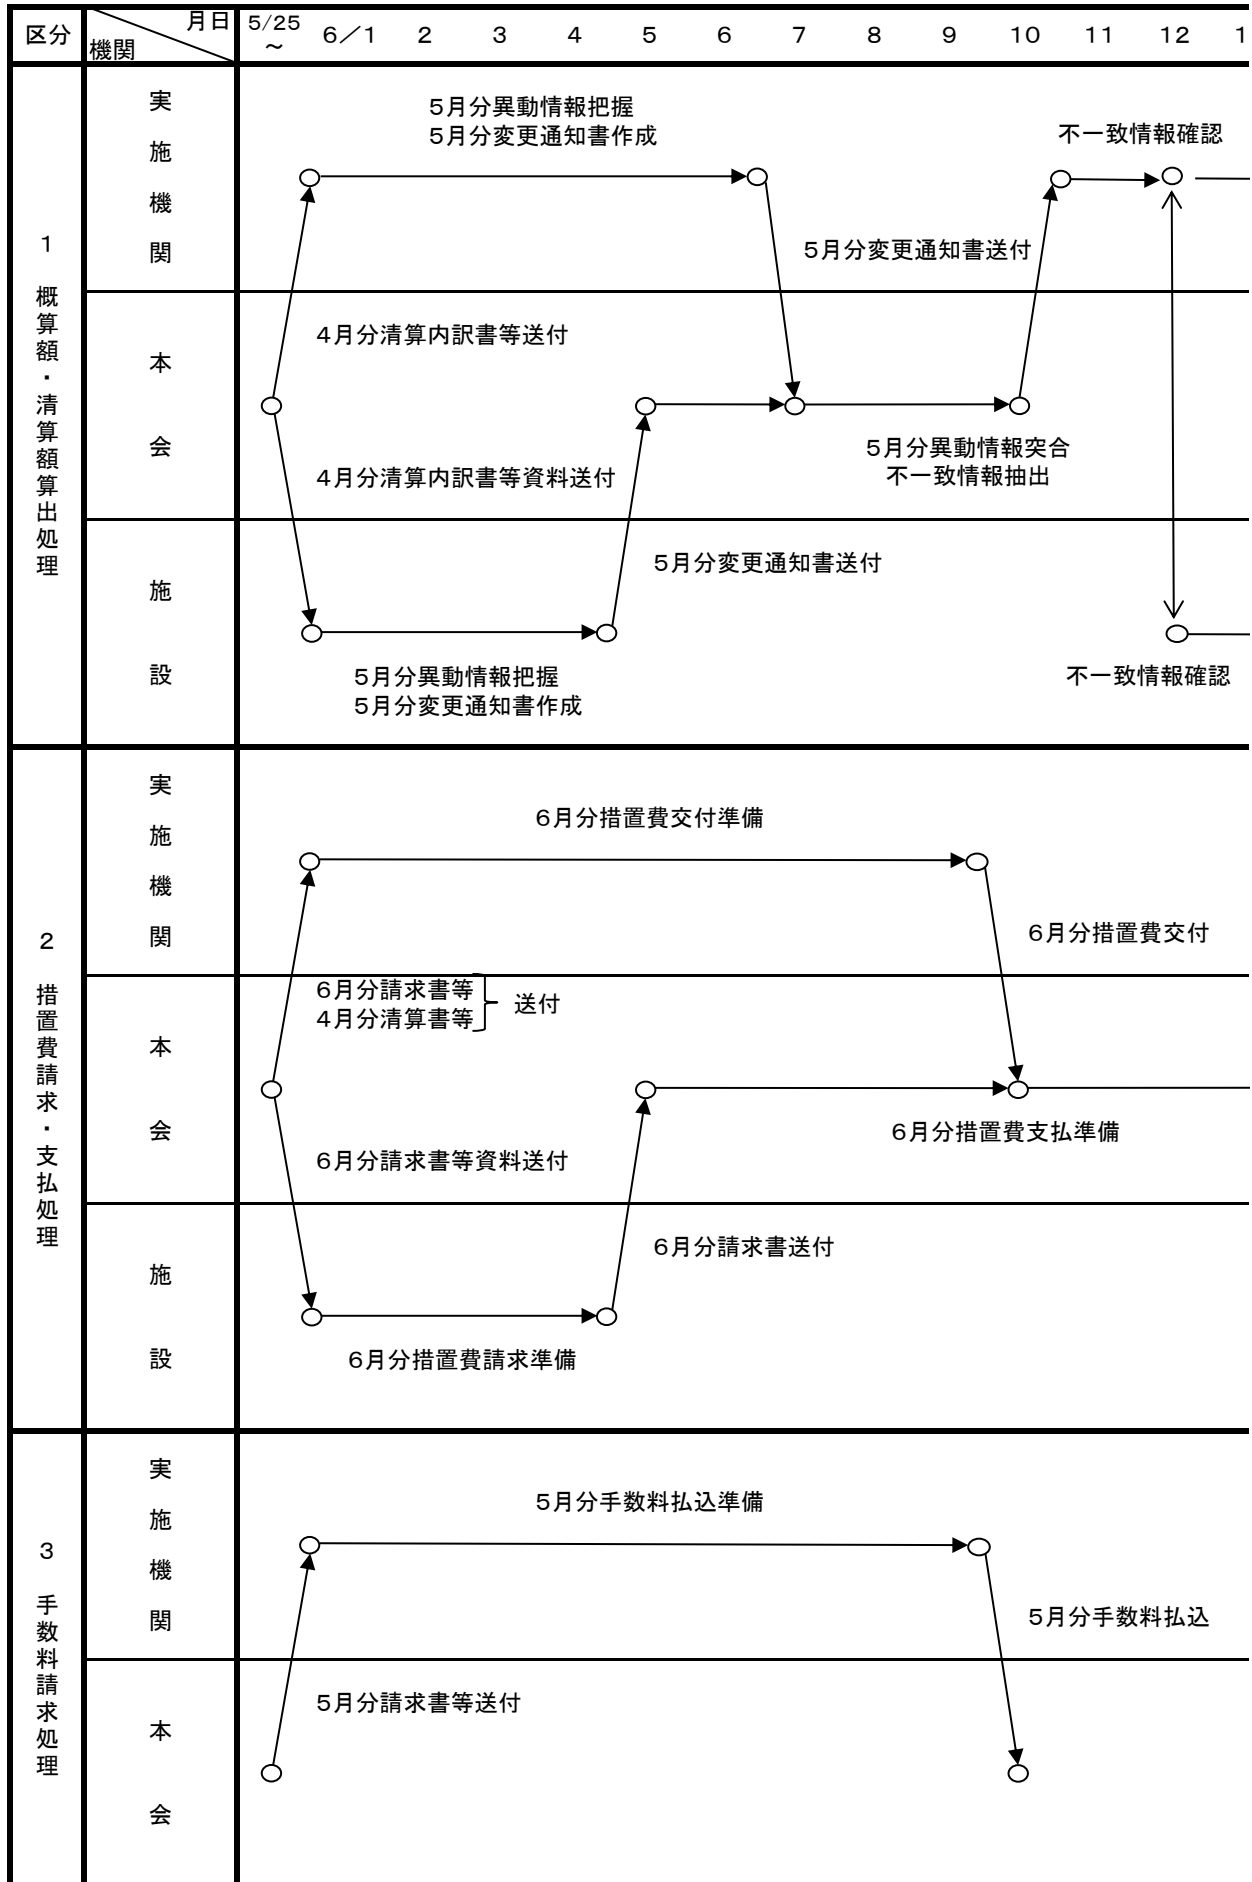 区分
月日
機関
5/25
～
6／1
2
3
4
5
6
7
8
9
10
11
12
1
1 概算額・清算額算出処理
実施機関
5月分異動情報把握
5月分変更通知書作成
不一致情報確認
5月分変更通知書送付
本会
4月分清算内訳書等送付
4月分清算内訳書等資料送付
5月分異動情報突合
不一致情報抽出
施設
5月分変更通知書送付
5月分異動情報把握
5月分変更通知書作成
不一致情報確認
2 措置費請求・支払処理
実施機関
6月分措置費交付準備
6月分措置費交付
本会
6月分請求書等
4月分清算書等
送付
6月分措置費支払準備
6月分請求書等資料送付
施設
6月分請求書送付
6月分措置費請求準備
3 手数料請求処理
実施機関
5月分手数料払込準備
5月分手数料払込
本会
5月分請求書等送付